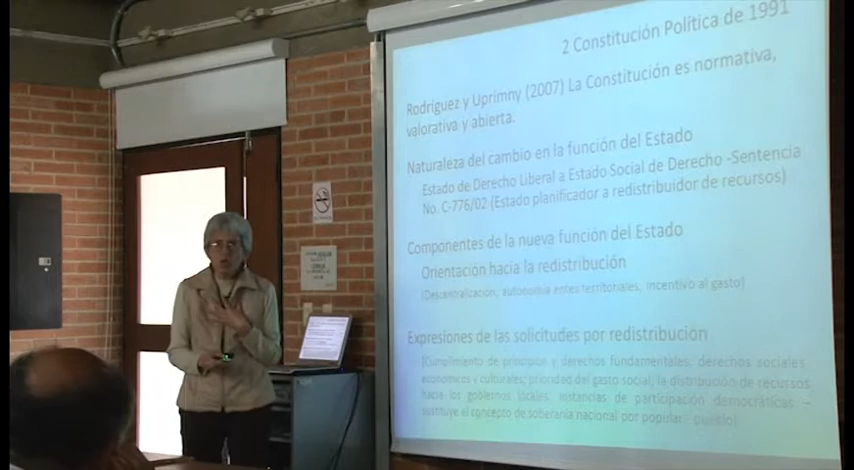 2 Constitución Política de 1991
Rodríguez y Uprimny (2007) La Constitución es normativa,
valorativa y abierta.
Naturaleza del cambio en la función del Estado
Estado de Derecho Liberal a Estado Social de Derecho -Sentencia
No. C-776/02 (Estado planificador a redistribuidor de recursos)
Componentes de la nueva función del Estado
Orientación hacia la redistribución
(Descentralización, autonomía entes territoriales, incentivo al gasto)
Expresiones de las solicitudes por redistribución
(Cumplimiento de principios y derechos fundamentales, derechos sociales
económicos y culturales; prioridad del gasto social, la distribución de recursos
hacia los gobiernos locales; instancias de participación democráticas –
sustituye el concepto de soberanía nacional por popular - pueblo)